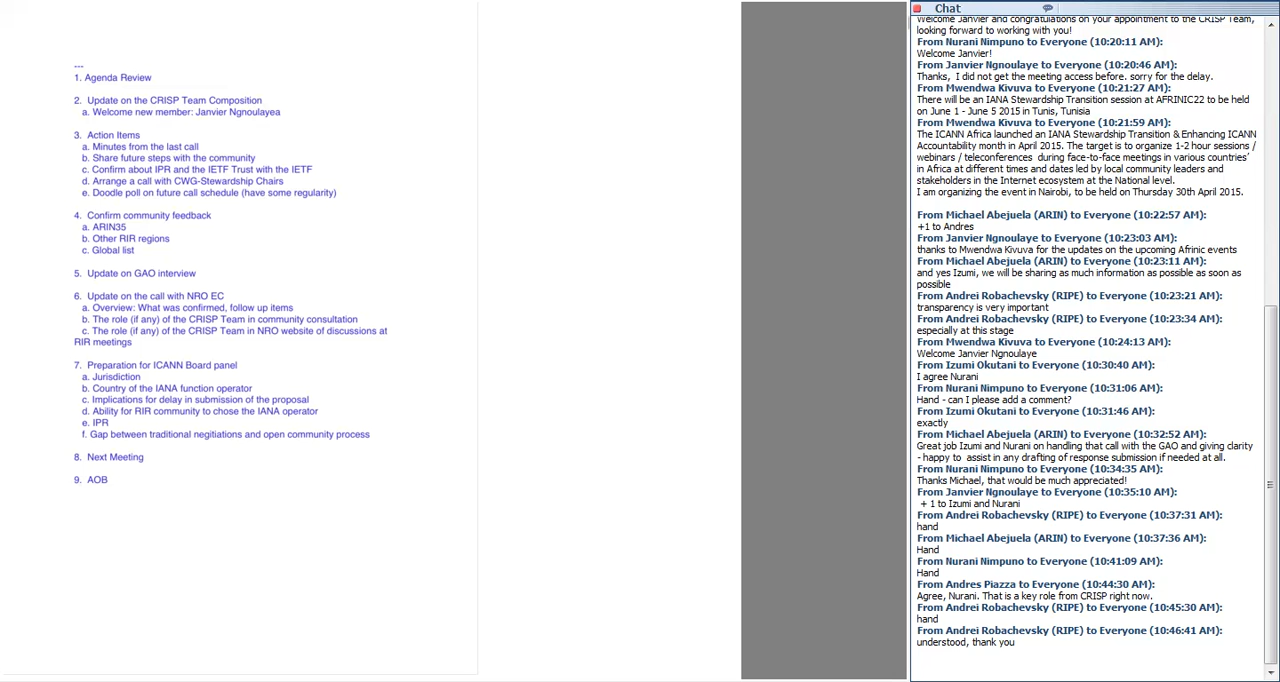 ---
1. Agenda Review
2. Update on the CRISP Team Composition
a. Welcome new member: Janvier Ngnoulayea
3. Action Items
a. Minutes from the last call
b. Share future steps with the community
c. Confirm about IPR and the IETF Trust with the IETF
d. Arrange a call with CWG-Stewardship Chairs
e. Doodle poll on future call schedule (have some regularity)
4. Confirm community feedback
a. ARIN35
b. Other RIR regions
c. Global list
5. Update on GAO interview
6. Update on the call with NRO EC
a. Overview: What was confirmed, follow up items
b. The role (if any) of the CRISP Team in community consultation
c. The role (if any) of the CRISP Team in NRO website of discussions at
RIR meetings
7. Preparation for ICANN Board panel
a. Jurisdiction
b. Country of the IANA function operator
c. Implications for delay in submission of the proposal
d. Ability for RIR community to chose the IANA operator
e. IPR
f. Gap between traditional negitiations and open community process
8. Next Meeting
9. AOB
Chat
Welcome Janvier and congratulations on your appointment to the CRISP Team,
looking forward to working with you!
From Nurani Nimpuno to Everyone (10:20:11 AM):
Welcome Janvier!
From Janvier Ngnoulaye to Everyone (10:20:46 AM):
Thanks, I did not get the meeting access before. sorry for the delay.
From Mwendwa Kivuva to Everyone (10:21:27 AM):
There will be an IANA Stewardship Transition session at AFRINIC22 to be held
on June 1 - June 5 2015 in Tunis, Tunisia
From Mwendwa Kivuva to Everyone (10:21:59 AM):
The ICANN Africa launched an IANA Stewardship Transition & Enhancing ICANN
Accountability month in April 2015. The target is to organize 1-2 hour sessions /
webinars / teleconferences during face-to-face meetings in various countries'
in Africa at different times and dates led by local community leaders and
stakeholders in the Internet ecosystem at the National level.
I am organizing the event in Nairobi, to be held on Thursday 30th April 2015.
From Michael Abejuela (ARIN) to Everyone (10:22:57 AM):
+1 to Andres
From Janvier Ngnoulaye to Everyone (10:23:03 AM):
thanks to Mwendwa Kivuva for the updates on the upcoming Afrinic events
From Michael Abejuela (ARIN) to Everyone (10:23:11 AM):
and yes Izumi, we will be sharing as much information as possible as soon as
possible
From Andrei Robachevsky (RIPE) to Everyone (10:23:21 AM):
transparency is very important
From Andrei Robachevsky (RIPE) to Everyone (10:23:34 AM):
especially at this stage
From Mwendwa Kivuva to Everyone (10:24:13 AM):
Welcome Janvier Ngnoulaye
From Izumi Okutani to Everyone (10:30:40 AM):
I agree Nurani
From Nurani Nimpuno to Everyone (10:31:06 AM):
Hand - can I please add a comment?
From Izumi Okutani to Everyone (10:31:46 AM):
exactly
From Michael Abejuela (ARIN) to Everyone (10:32:52 AM):
Great job Izumi and Nurani on handling that call with the GAO and giving clarity
- happy to assist in any drafting of response submission if needed at all.
From Nurani Nimpuno to Everyone (10:34:35 AM):
Thanks Michael, that would be much appreciated!
From Janvier Ngnoulaye to Everyone (10:35:10 AM):
+ 1 to Izumi and Nurani
From Andrei Robachevsky (RIPE) to Everyone (10:37:31 AM):
hand
From Michael Abejuela (ARIN) to Everyone (10:37:36 AM):
Hand
From Nurani Nimpuno to Everyone (10:41:09 AM):
Hand
From Andres Piazza to Everyone (10:44:30 AM):
Agree, Nurani. That is a key role from CRISP right now.
From Andrei Robachevsky (RIPE) to Everyone (10:45:30 AM):
hand
From Andrei Robachevsky (RIPE) to Everyone (10:46:41 AM):
understood, thank you